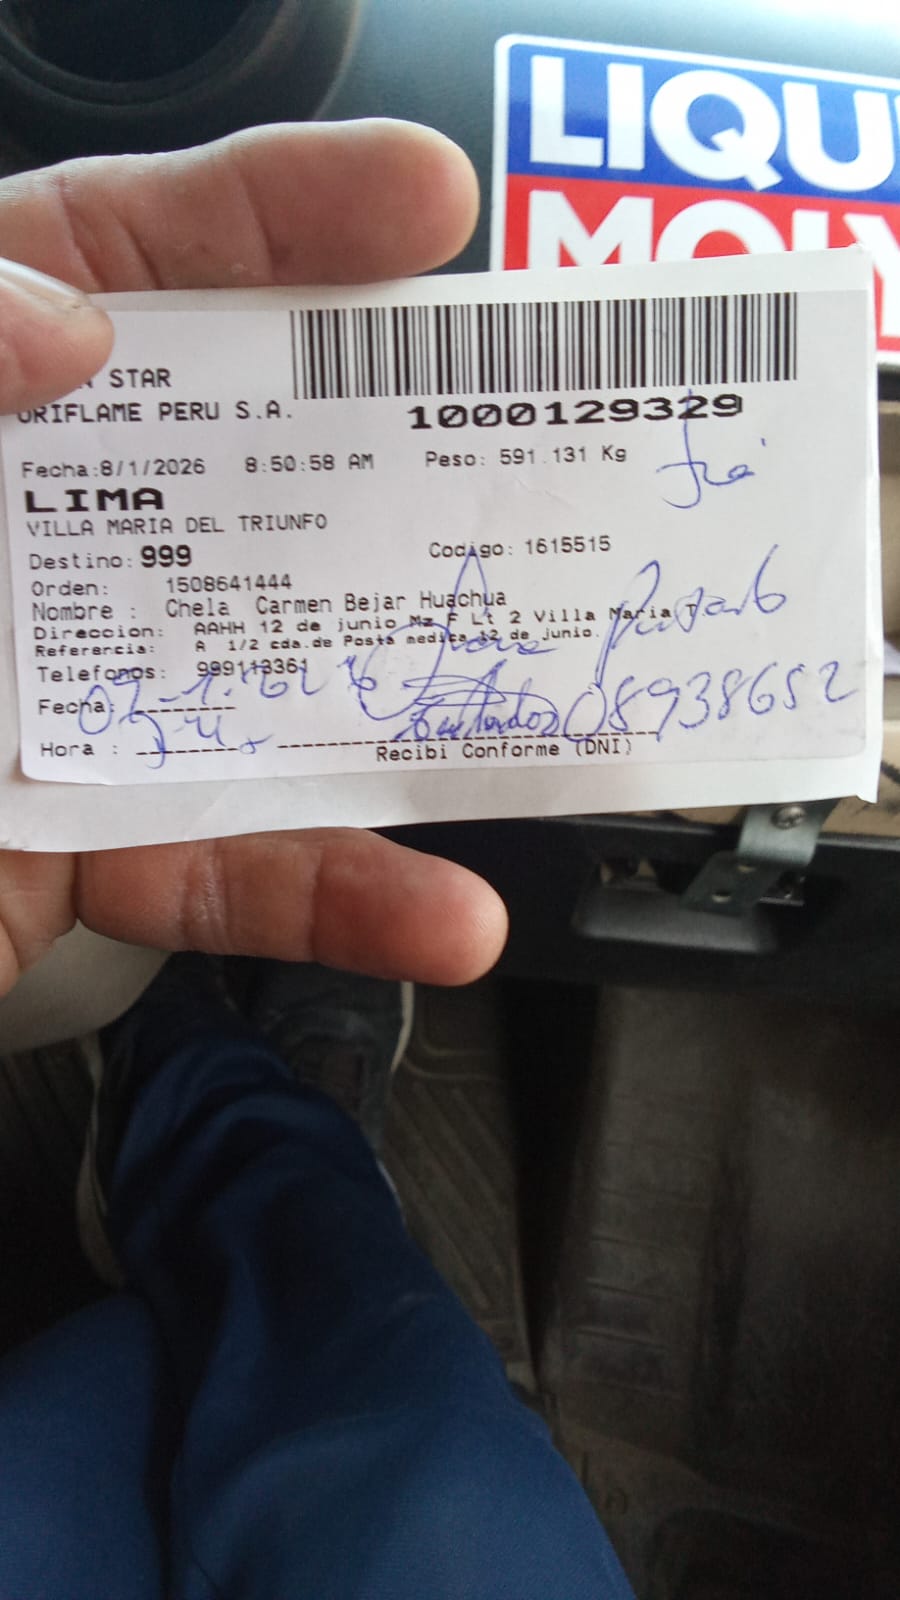 LIQU
MOLY
STAR
ORIFLAME PERU S.A.
1000129329
Fecha:8/1/2026 8:50:58 AM Peso: 591.131 Kg
LIMA
VILLA MARIA DEL TRIUNFO
Destino: 999 Codigo: 1615515
Orden: 1508641444
Nombre : Chela Carmen Bejar Huachua
Direccion: AAHH 12 de junio Mz F Lt 2 Villa Maria T
Referencia: A 1/2 cda.de Posta medica 12 de junio.
Telefonos: 999113361
Fecha:
08938652
Hora :
Recibi Conforme (DNI)